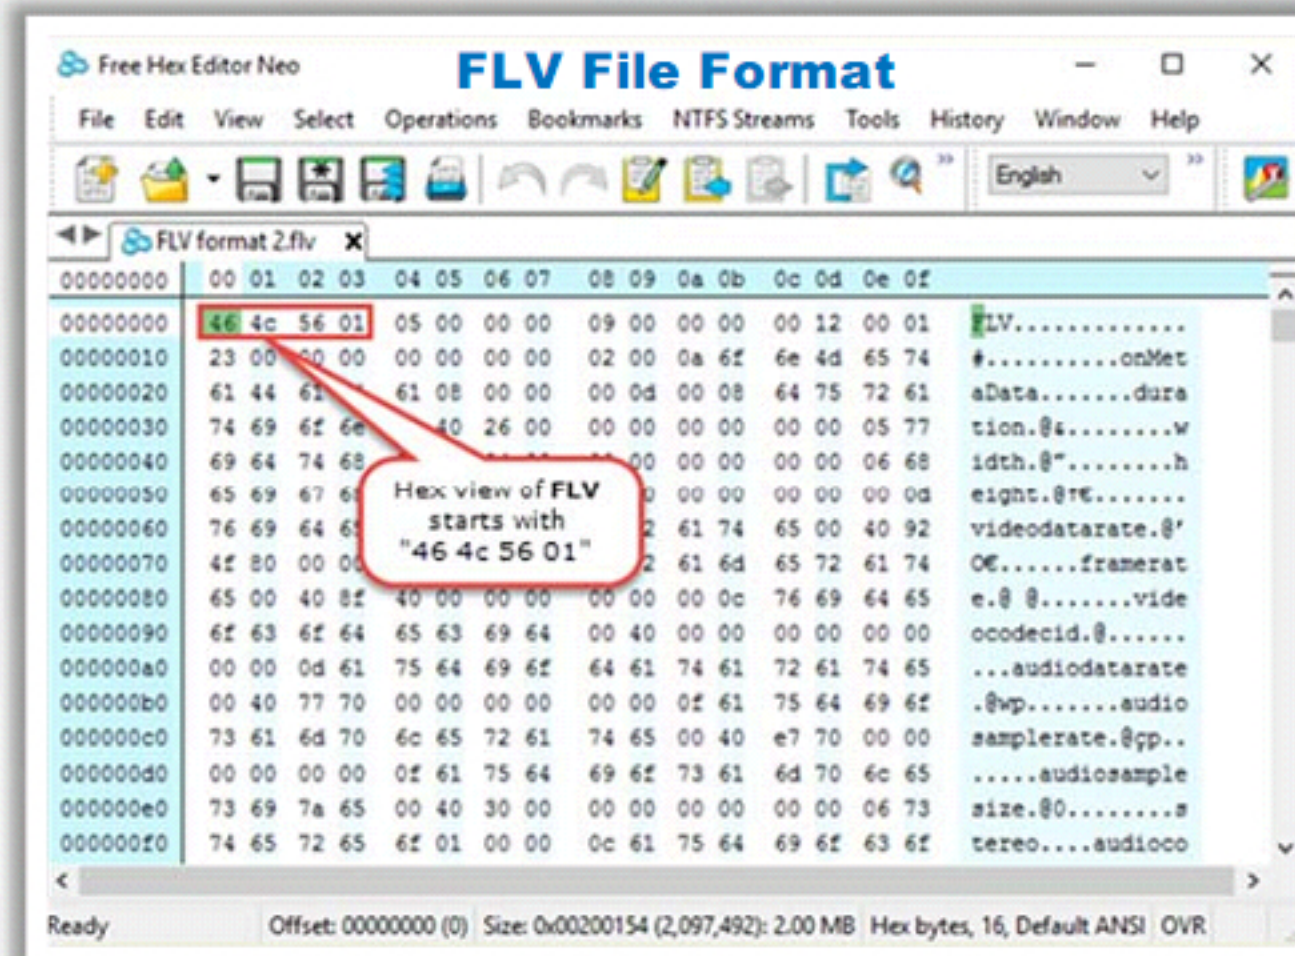 Free Hex Editor Neo
FLV File Format
File Edit View Select Operations Bookmarks NTFS Streams Tools History Window Help
English
FLV format 2.flv
00000000 00 01 02 03 04 05 06 07 08 09 0a 0b 0c 0d 0e 0f
00000000 46 4c 56 01 05 00 00 00 09 00 00 00 00 12 00 01 FLV.............
00000010 23 00 00 00 00 00 00 00 02 00 0a 6f 6e 4d 65 74 #..........onMet
00000020 61 44 61 61 08 00 00 00 0d 00 08 64 75 72 61 aData.......dura
00000030 74 69 6f 6e 40 26 00 00 00 00 00 00 00 05 77 tion.@&........w
00000040 69 64 74 68 00 00 00 00 00 06 68 idth.@".........h
00000050 65 69 67 00 00 00 00 00 0d eight.@T€.......
00000060 76 69 64 61 74 65 00 40 92 videodatarate.@'
00000070 4f 80 00 61 6d 65 72 61 74 O€......framerat
00000080 65 00 40 8f 40 00 00 00 00 00 00 0c 76 69 64 65 e.@ @.......vide
00000090 6f 63 6f 64 65 63 69 64 00 40 00 00 00 00 00 00 ocodecid.@......
000000a0 00 00 0d 61 75 64 69 6f 64 61 74 61 72 61 74 65 ...audiodatarate
000000b0 00 40 77 70 00 00 00 00 00 00 0f 61 75 64 69 6f .@wp.......audio
000000c0 73 61 6d 70 6c 65 72 61 74 65 00 40 e7 70 00 00 samplerate.@çp..
000000d0 00 00 00 00 0f 61 75 64 69 6f 73 61 6d 70 6c 65 .....audiosample
000000e0 73 69 7a 65 00 40 30 00 00 00 00 00 00 00 06 73 size.@0........s
000000f0 74 65 72 65 6f 01 00 00 0c 61 75 64 69 6f 63 6f tereo....audioco
Hex view of FLV
starts with
"46 4c 56 01"
Ready Offset: 00000000 (0) Size: 0x00200154 (2,097,492): 2.00 MB Hex bytes, 16, Default ANSI OVR